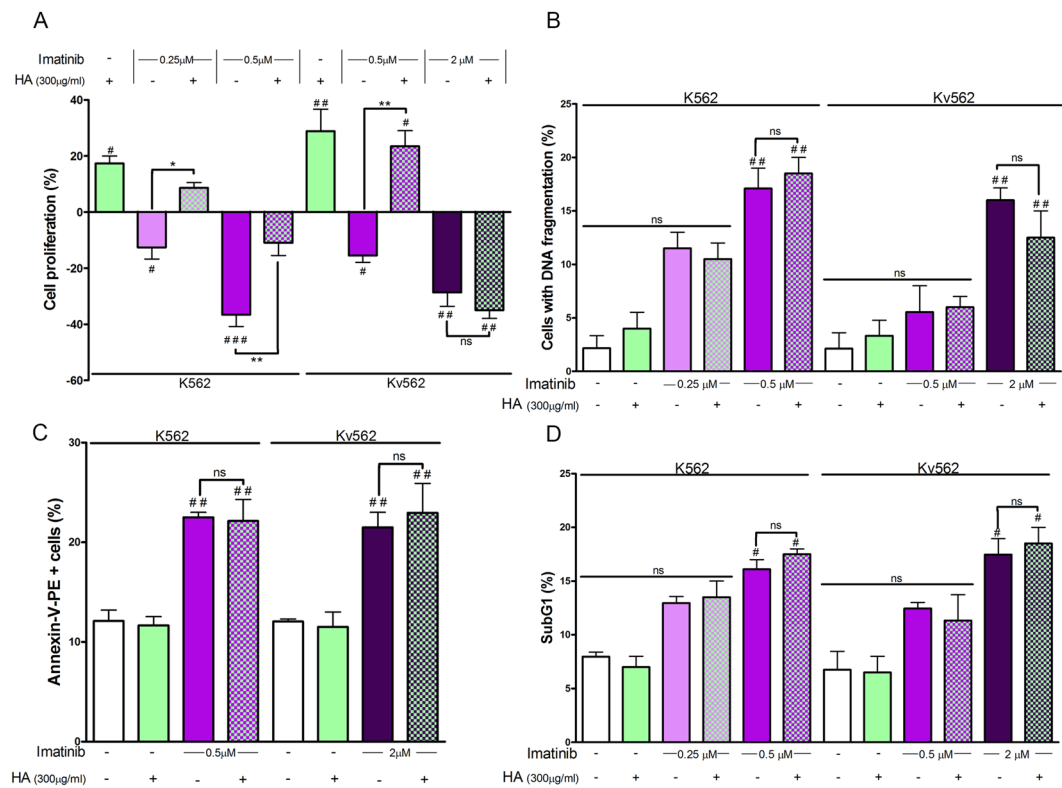 A
Imatinib - 0.25μM 0.5μM - 0.5μM 2 μM
HA (300μg/ml) + - + - + + - + - +
Cell proliferation (%)
40
20
0
-20
-40
-60
# # * # ### ** ## # ** # ## ## ns
K562 Kv562
B
K562 Kv562
Cells with DNA fragmentation (%)
25
20
15
10
5
0
ns ## ns ## ns ## ns ##
Imatinib - - 0.25 μM 0.5 μM - - 0.5 μM 2 μM
HA (300μg/ml) - + - + - + - + - + - +
C
K562 Kv562
Annexin-V-PE + cells (%)
30
20
10
0
## ns ## ## ns ##
Imatinib - - 0.5μM - - 2μM
HA (300μg/ml) - + - + - + - +
D
K562 Kv562
SubG1 (%)
25
20
15
10
5
0
ns # ns # ns # ns #
Imatinib - - 0.25 μM 0.5 μM - - 0.5 μM 2 μM
HA (300μg/ml) - + - + - + - + - + - +